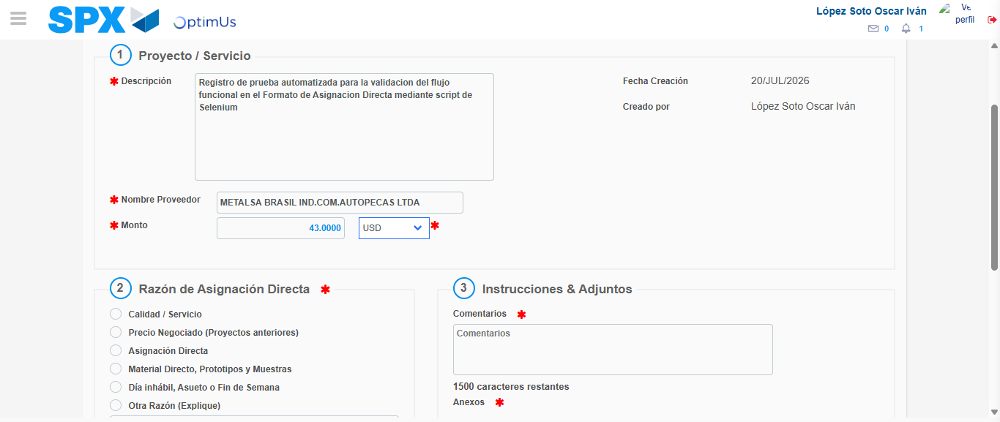 SPX
OptimUs
López Soto Oscar Iván
Ve
perfil
0
1
1 Proyecto / Servicio
✱ Descripción
Registro de prueba automatizada para la validacion del flujo
funcional en el Formato de Asignacion Directa mediante script de
Selenium
Fecha Creación 20/JUL/2026
Creado por López Soto Oscar Iván
✱ Nombre Proveedor METALSA BRASIL IND.COM.AUTOPECAS LTDA
✱ Monto 43.0000 USD ✱
2 Razón de Asignación Directa ✱
Calidad / Servicio
Precio Negociado (Proyectos anteriores)
Asignación Directa
Material Directo, Prototipos y Muestras
Día inhábil, Asueto o Fin de Semana
Otra Razón (Explique)
3 Instrucciones & Adjuntos
Comentarios ✱
Comentarios
1500 caracteres restantes
Anexos ✱